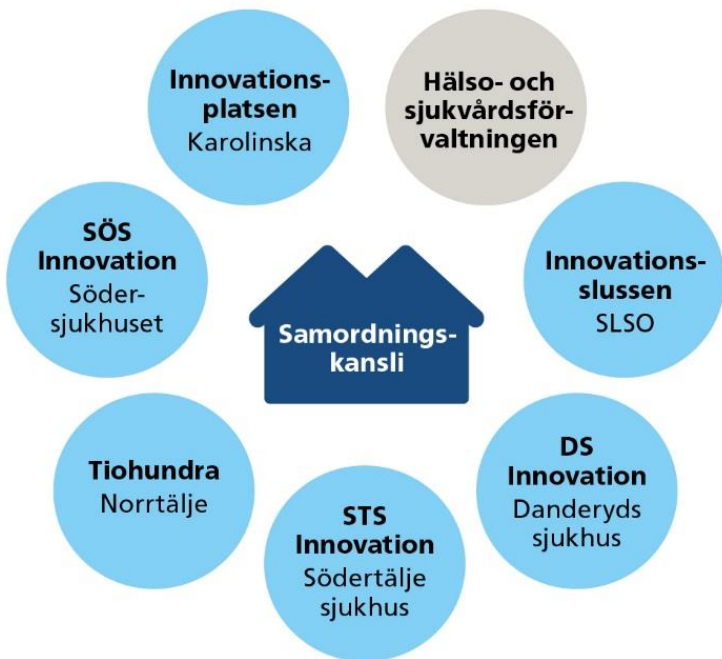 Innovations-
platsen
Karolinska
Hälso- och
sjukvårdsför-
valtningen
SÖS
Innovation
Söder-
sjukhuset
Innovations-
slussen
SLSO
Samordnings-
kansli
Tiohundra
Norrtälje
STS
Innovation
Södertälje
sjukhus
DS
Innovation
Danderyds
sjukhus